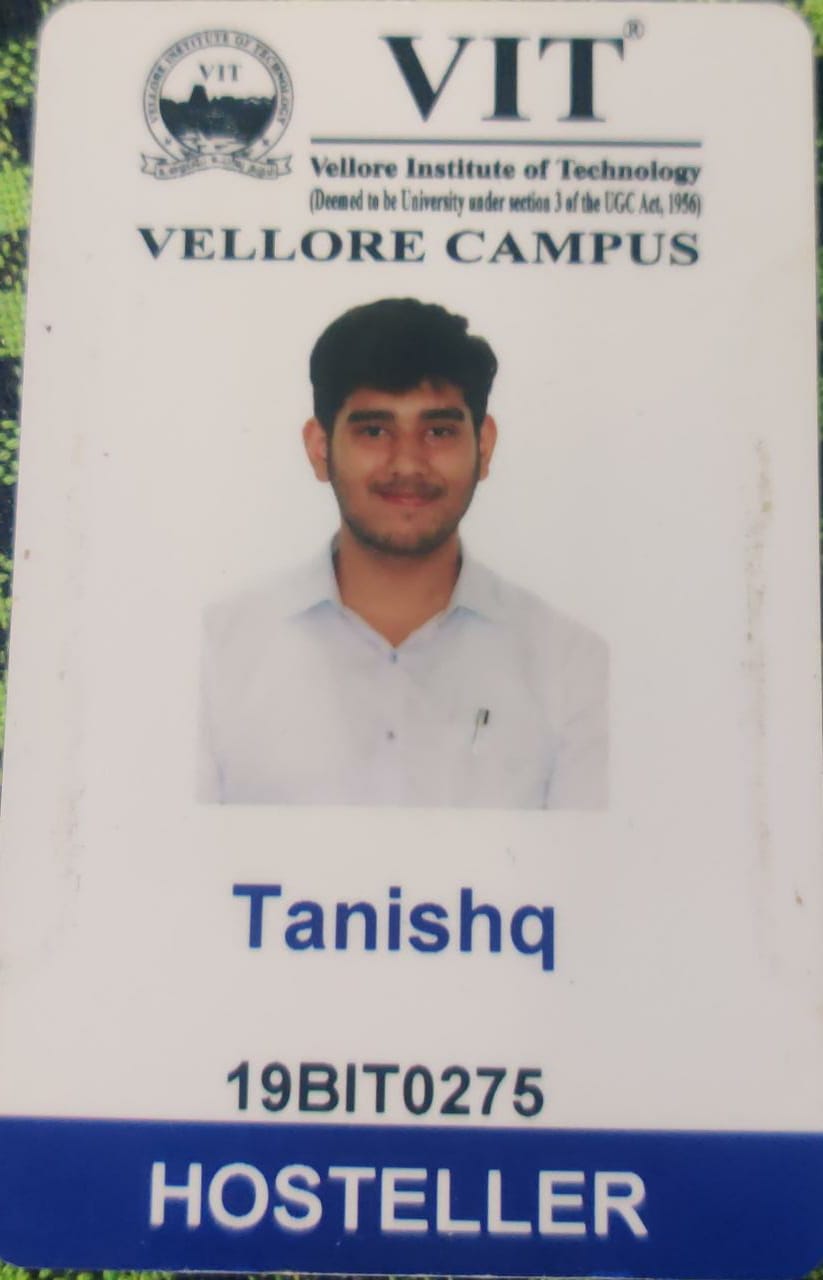 VELLORE INSTITUTE OF TECHNOLOGY
VIT
VIT®
Vellore Institute of Technology
(Deemed to be University under section 3 of the UGC Act, 1956)
VELLORE CAMPUS
Tanishq
19BIT0275
HOSTELLER